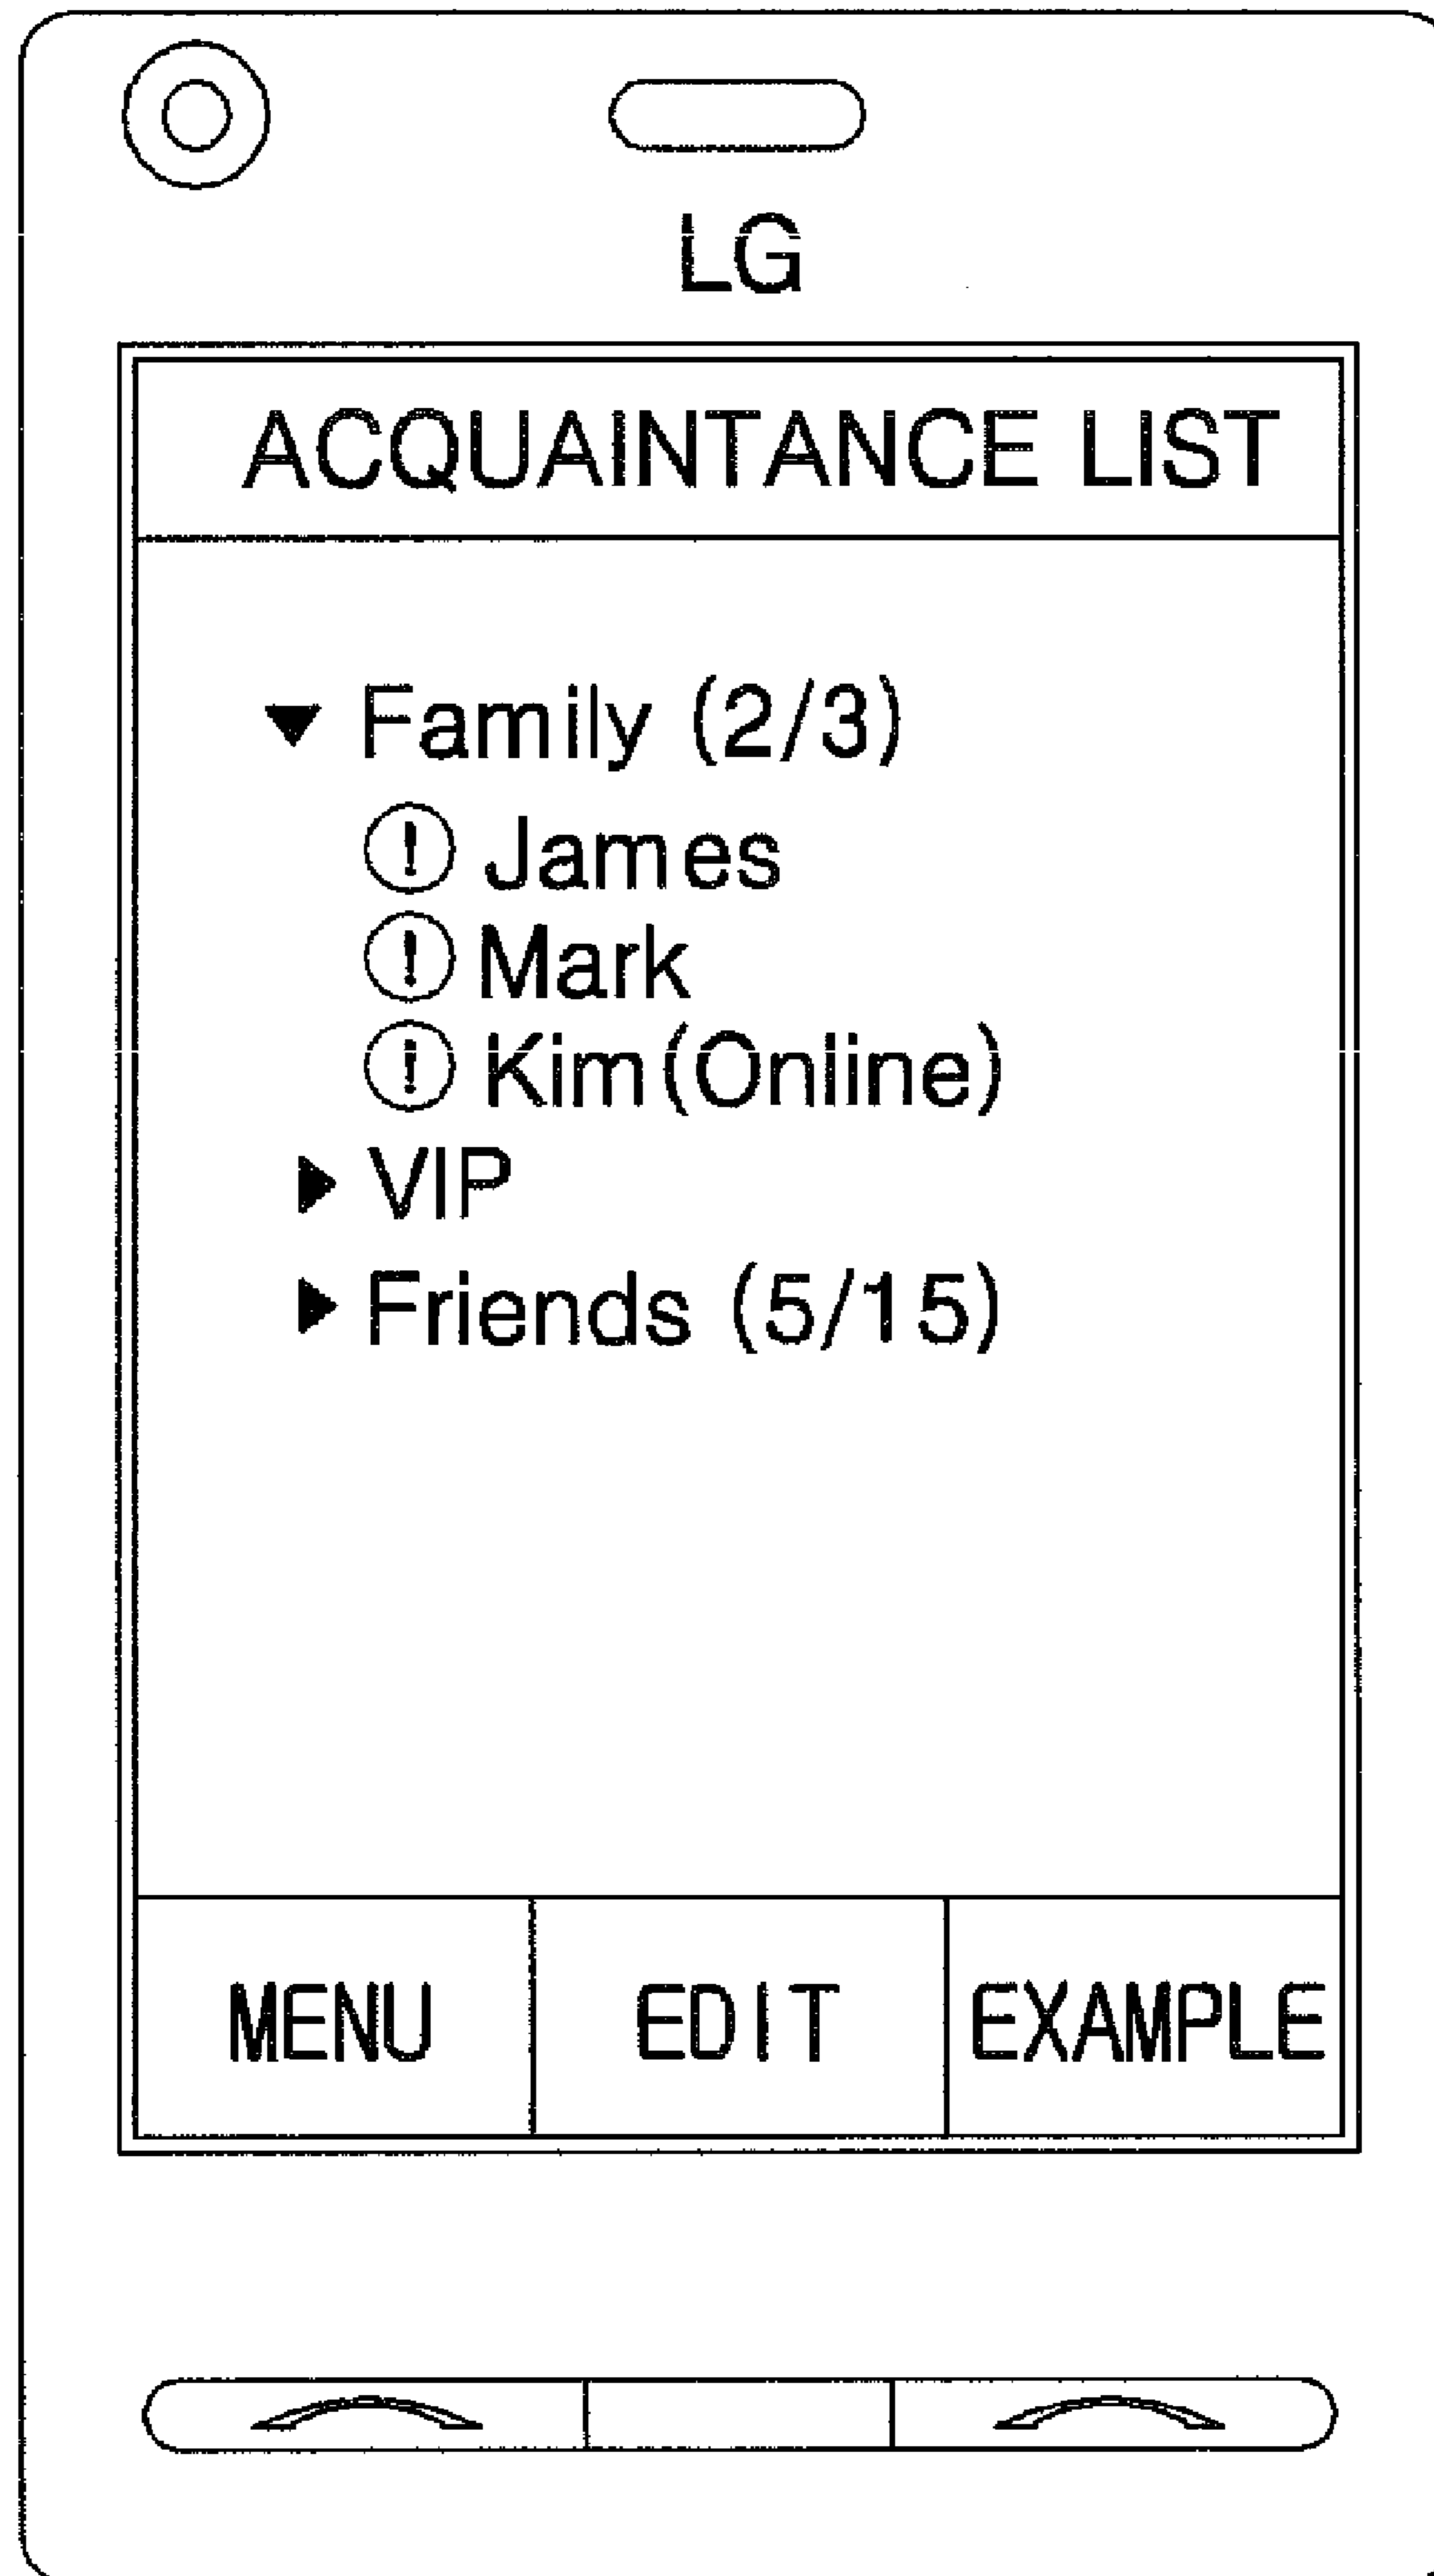 LG
ACQUAINTANCE LIST
▼ Family (2/3)
! James
! Mark
! Kim(Online)
▶ VIP
▶ Friends (5/15)
MENU EDIT EXAMPLE